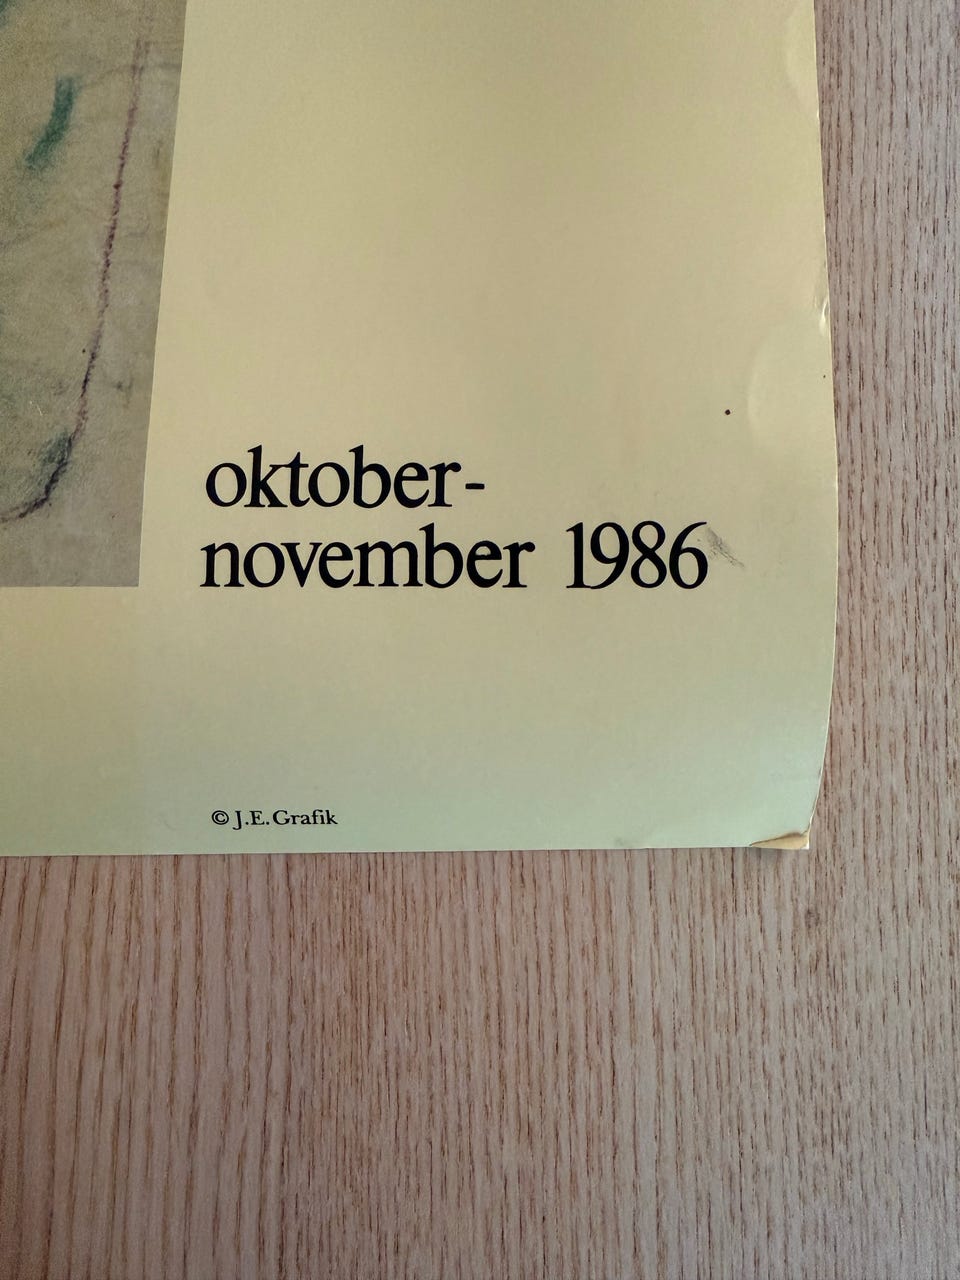 oktober-
november 1986
© J.E. Grafik